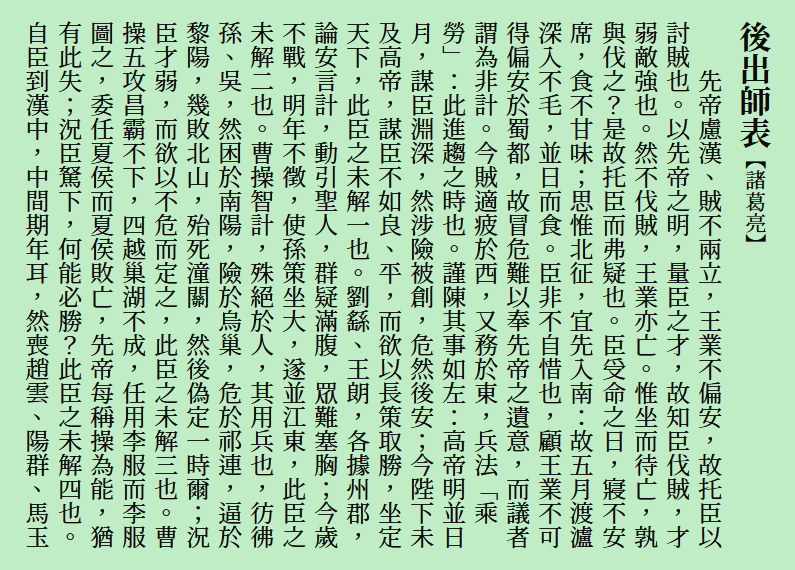 後出師表【諸葛亮】
先帝慮漢、賊不兩立，王業不偏安，故托臣以
討賊也。以先帝之明，量臣之才，故知臣伐賊，才
弱敵強也。然不伐賊，王業亦亡。惟坐而待亡，孰
與伐之？是故托臣而弗疑也。臣受命之日，寢不安
席，食不甘味；思惟北征，宜先入南：故五月渡瀘
深入不毛，並日而食。臣非不自惜也，顧王業不可
得偏安於蜀都，故冒危難以奉先帝之遺意，而議者
謂為非計。今賊適疲於西，又務於東，兵法「乘
勞」：此進趨之時也。謹陳其事如左：高帝明並日
月，謀臣淵深，然涉險被創，危然後安；今陛下未
及高帝，謀臣不如良、平，而欲以長策取勝，坐定
天下，此臣之未解一也。劉繇、王朗，各據州郡，
論安言計，動引聖人，群疑滿腹，眾難塞胸；今歲
不戰，明年不徵，使孫策坐大，遂並江東，此臣之
未解二也。曹操智計，殊絕於人，其用兵也，彷彿
孫、吳，然困於南陽，險於烏巢，危於祁連，逼於
黎陽，幾敗北山，殆死潼關，然後偽定一時爾；況
臣才弱，而欲以不危而定之，此臣之未解三也。曹
操五攻昌霸不下，四越巢湖不成，任用李服而李服
圖之，委任夏侯而夏侯敗亡，先帝每稱操為能，猶
有此失；況臣駑下，何能必勝？此臣之未解四也。
自臣到漢中，中間期年耳，然喪趙雲、陽群、馬玉